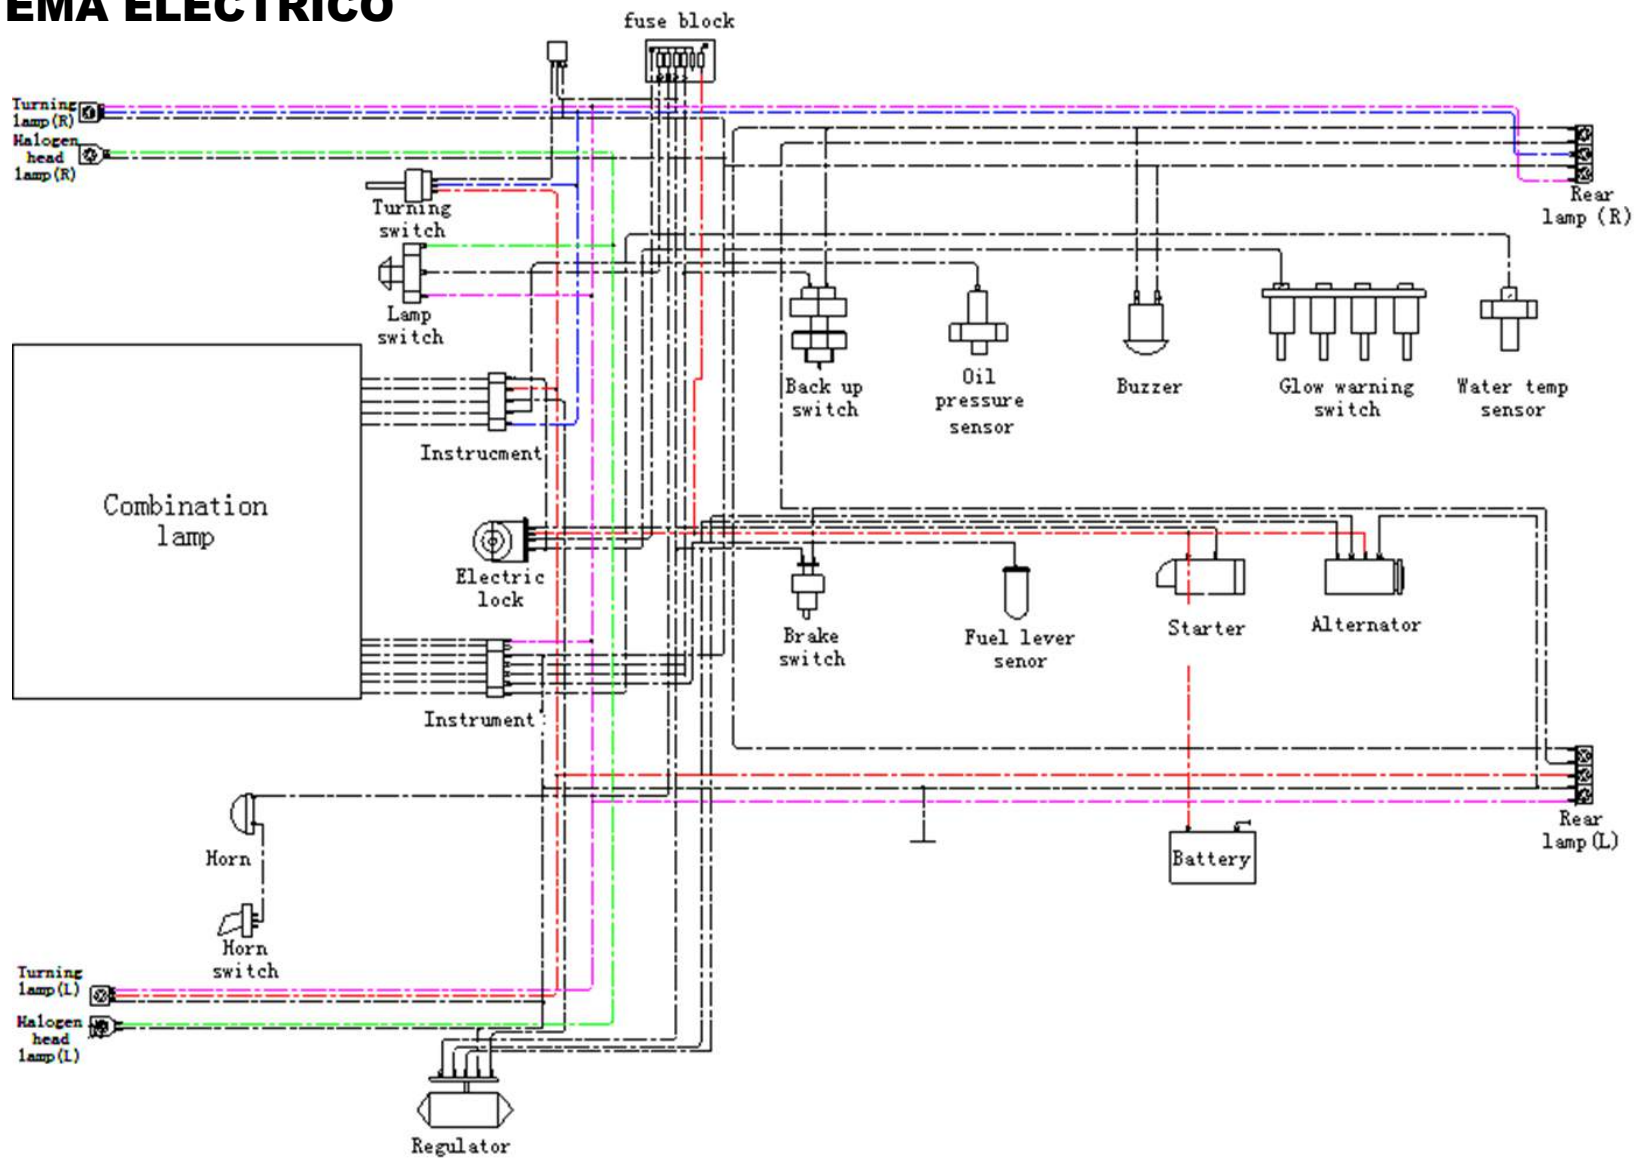 EMA ELECTRICO
fuse block
Turning
lamp(R)
Halogen
head
lamp(R)
Turning
switch
Lamp
switch
Rear
lamp (R)
Back up
switch
Oil
pressure
sensor
Buzzer
Glow warning
switch
Water temp
sensor
Instrucment
Combination
lamp
Electric
lock
Brake
switch
Fuel lever
senor
Starter
Alternator
Instrument
Horn
Horn
switch
Battery
Rear
lamp(L)
Turning
lamp(L)
Halogen
head
lamp(L)
Regulator